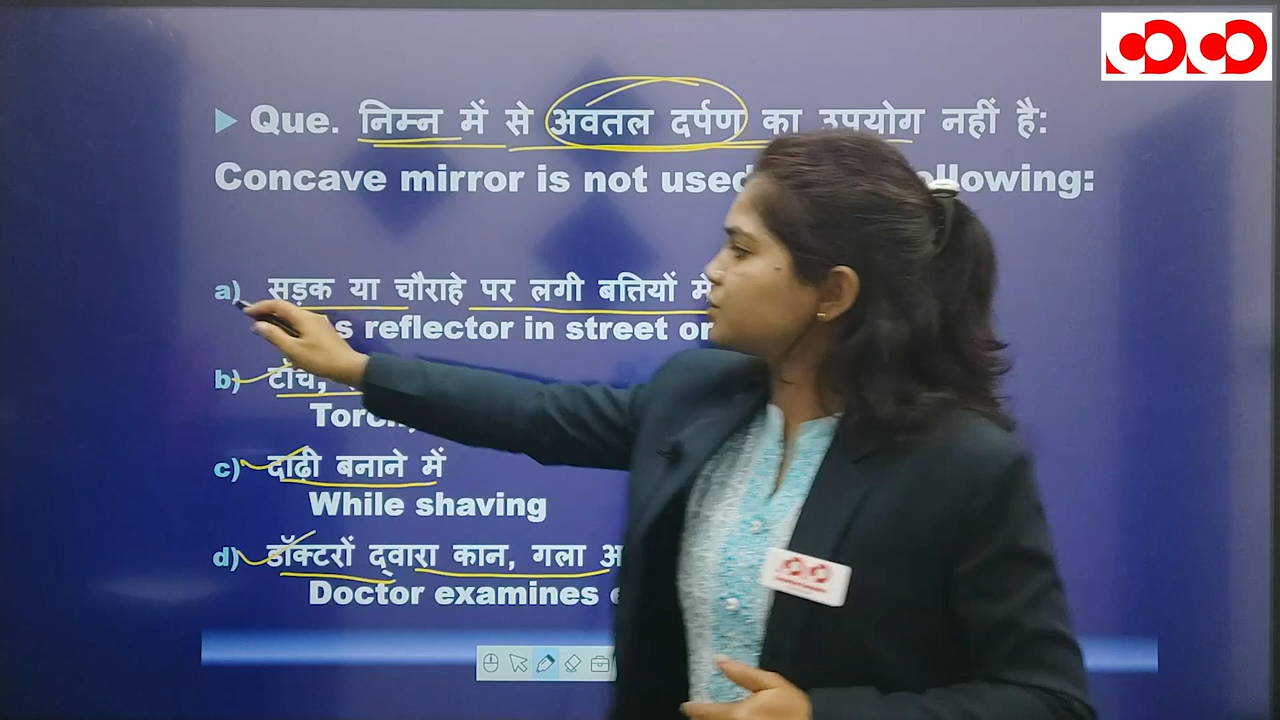 Que. निम्न में से अवतल दर्पण का उपयोग नहीं है:
Concave mirror is not used
a) सड़क या चौराहे पर लगी बतियों में
reflector in street or
b) टॉर्च,
c) दाढ़ी बनाने में
While shaving
d) डॉक्टरों द्वारा कान, गला
Doctor examines